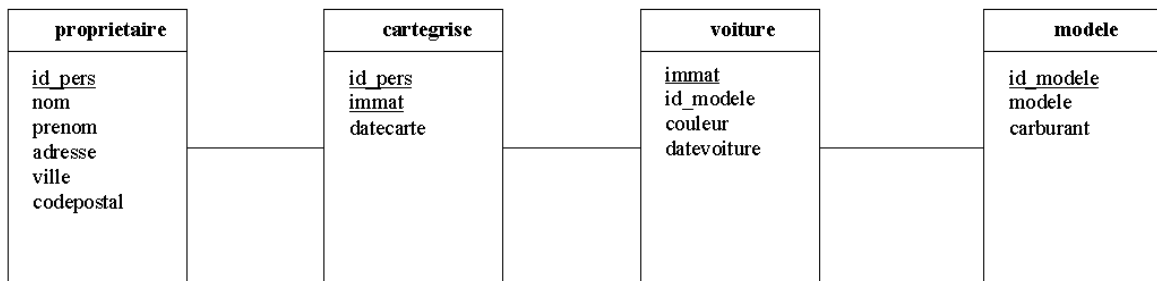 proprietaire
id_pers
nom
prenom
adresse
ville
codepostal
cartegrise
id_pers
immat
datecarte
voiture
immat
id_modele
couleur
datevoiture
modele
id_modele
modele
carburant